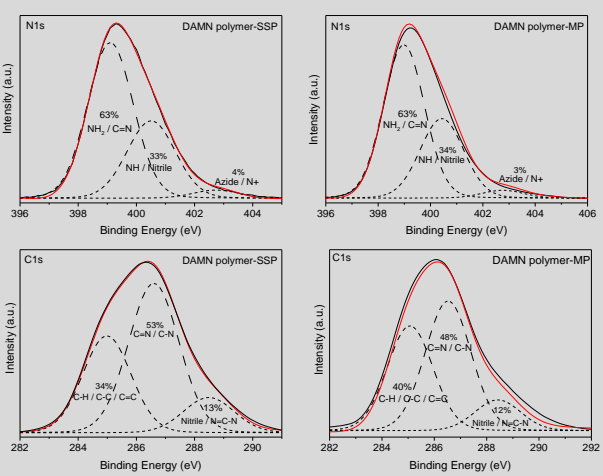 N1s
DAMN polymer-SSP
Intensity (a.u.)
63%
NH2 / C=N
33%
NH / Nitrile
4%
Azide / N+
396 398 400 402 404
Binding Energy (eV)
N1s
DAMN polymer-MP
Intensity (a.u.)
63%
NH2 / C=N
34%
NH / Nitrile
3%
Azide / N+
396 398 400 402 404 406
Binding Energy (eV)
C1s
DAMN polymer-SSP
Intensity (a.u.)
53%
C=N / C-N
34%
C-H / C-C / C=C
13%
Nitrile / N=C-N
282 284 286 288 290
Binding Energy (eV)
C1s
DAMN polymer-MP
Intensity (a.u.)
48%
C=N / C-N
40%
C-H / C-C / C=C
12%
Nitrile / N=C-N
282 284 286 288 290 292
Binding Energy (eV)